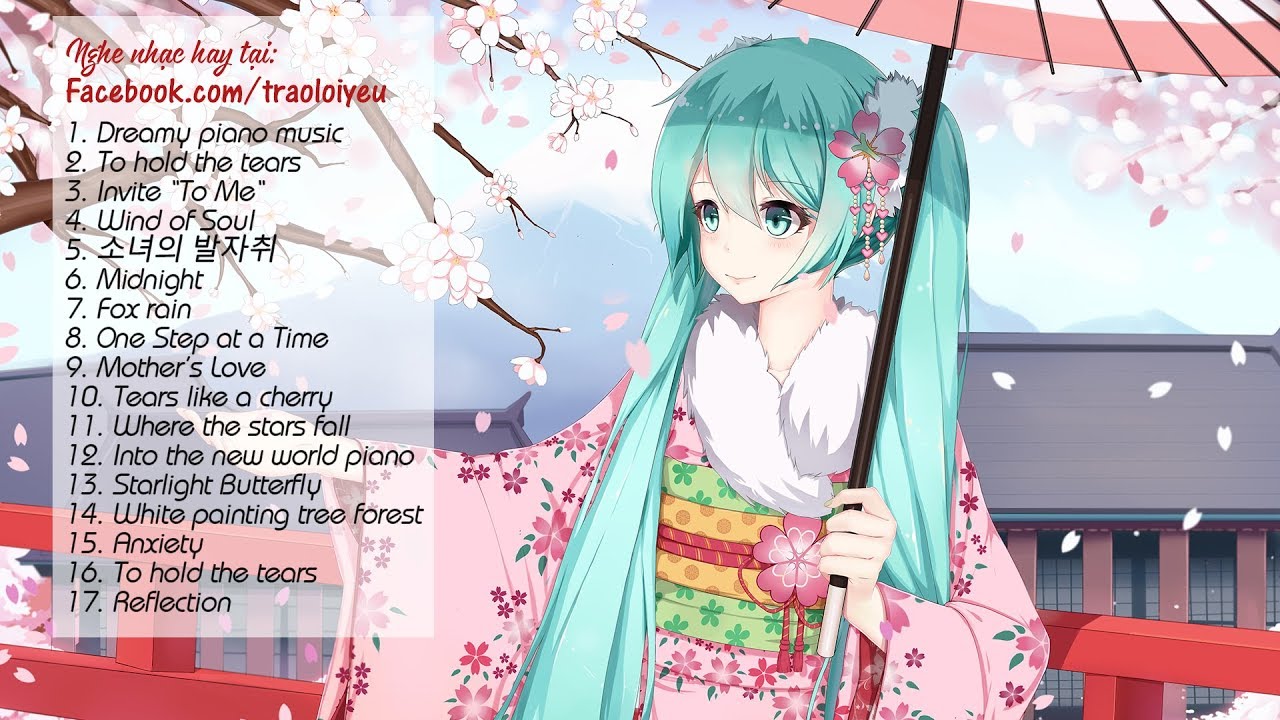 Nghe nhạc hay tại:
Facebook.com/traoloiyeu
1. Dreamy piano music
2. To hold the tears
3. Invite "To Me"
4. Wind of Soul
5. 소녀의 발자취
6. Midnight
7. Fox rain
8. One Step at a Time
9. Mother's Love
10. Tears like a cherry
11. Where the stars fall
12. Into the new world piano
13. Starlight Butterfly
14. White painting tree forest
15. Anxiety
16. To hold the tears
17. Reflection